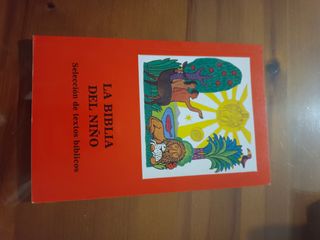 LA BIBLIA
DEL NIÑO
Selección de textos bíblicos